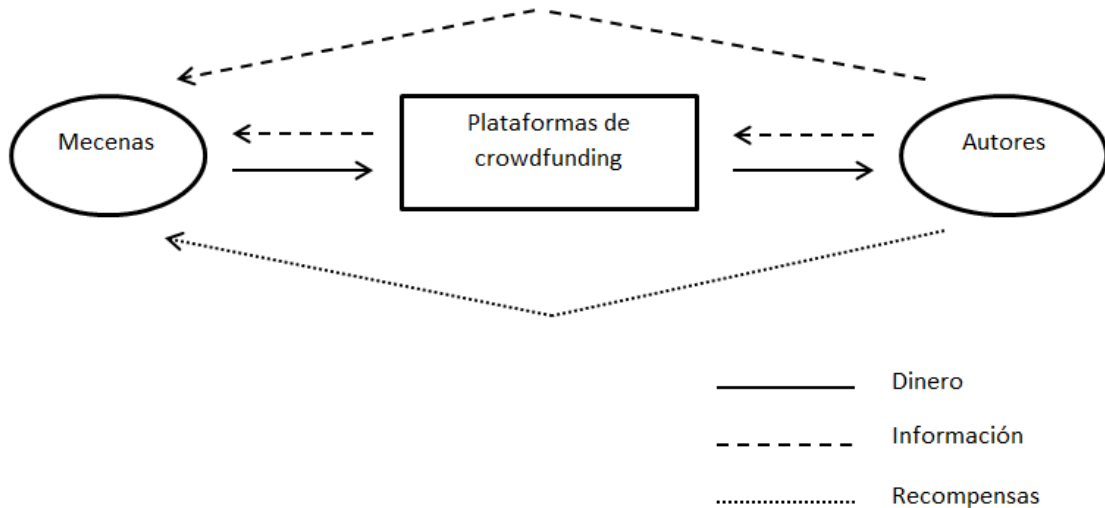 Mecenas
Plataformas de
crowdfunding
Autores
Dinero
Información
Recompensas